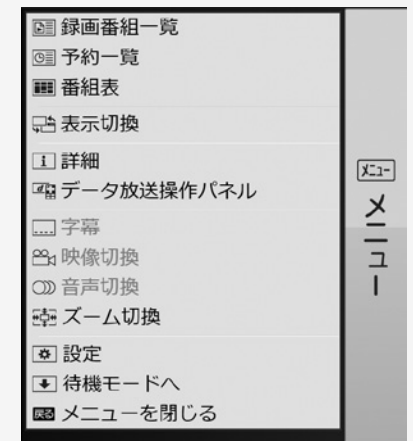 録画番組一覧
予約一覧
番組表
表示切換
i 詳細
d データ放送操作パネル
字幕
映像切換
音声切換
ズーム切換
設定
待機モードへ
戻る メニューを閉じる
メニュー
メニュー